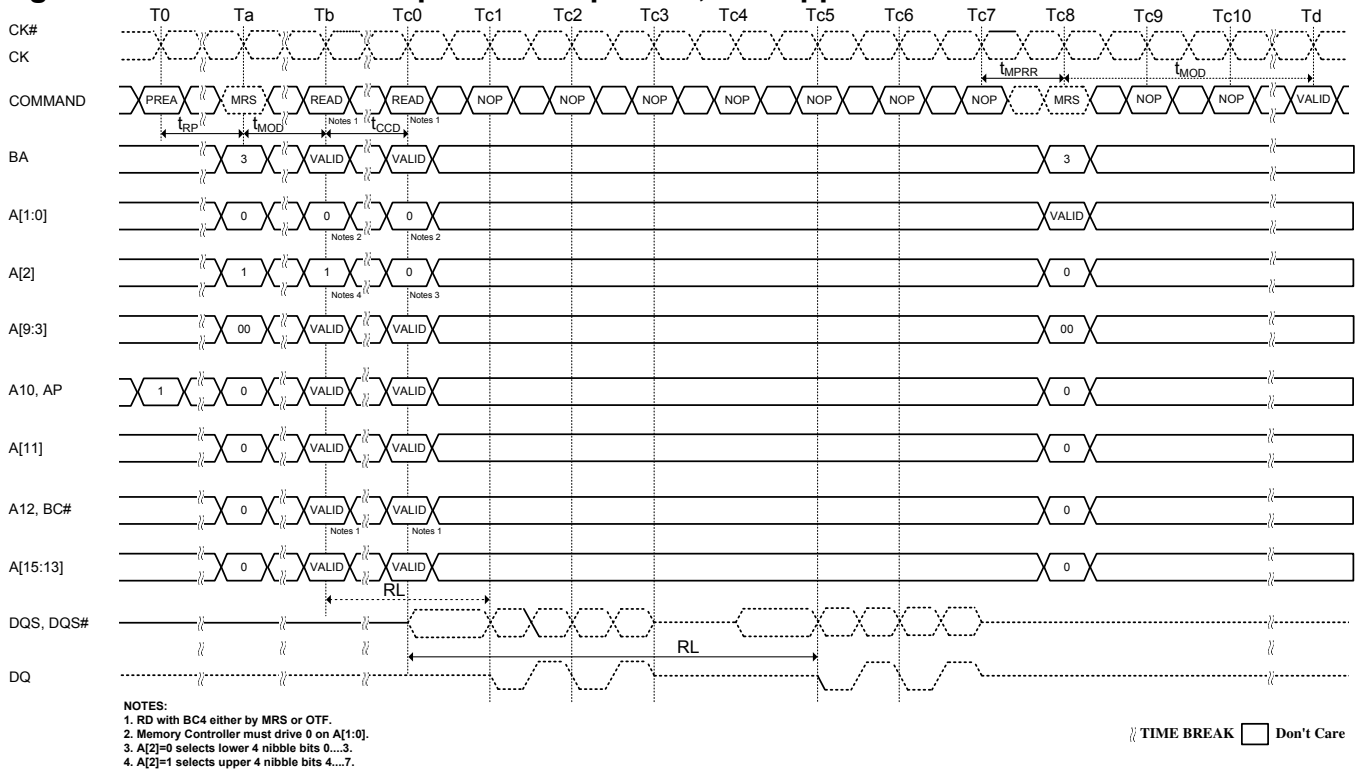 T0 Ta Tb Tc0 Tc1 Tc2 Tc3 Tc4 Tc5 Tc6 Tc7 Tc8 Tc9 Tc10 Td
CK#
CK
tMPRR tMOD
COMMAND PREA MRS READ READ NOP NOP NOP NOP NOP NOP NOP MRS NOP NOP VALID
Notes 1 Notes 1
tRP tMOD tCCD
BA 3 VALID VALID 3
A[1:0] 0 0 0 VALID
Notes 2 Notes 2
A[2] 1 1 0 0
Notes 4 Notes 3
A[9:3] 00 VALID VALID 00
A10, AP 1 0 VALID VALID 0
A[11] 0 VALID VALID 0
A12, BC# 0 VALID VALID 0
Notes 1 Notes 1
A[15:13] 0 VALID VALID 0
RL
DQS, DQS#
RL
DQ
NOTES:
1. RD with BC4 either by MRS or OTF.
2. Memory Controller must drive 0 on A[1:0].
3. A[2]=0 selects lower 4 nibble bits 0....3.
4. A[2]=1 selects upper 4 nibble bits 4....7.
TIME BREAK Don't Care